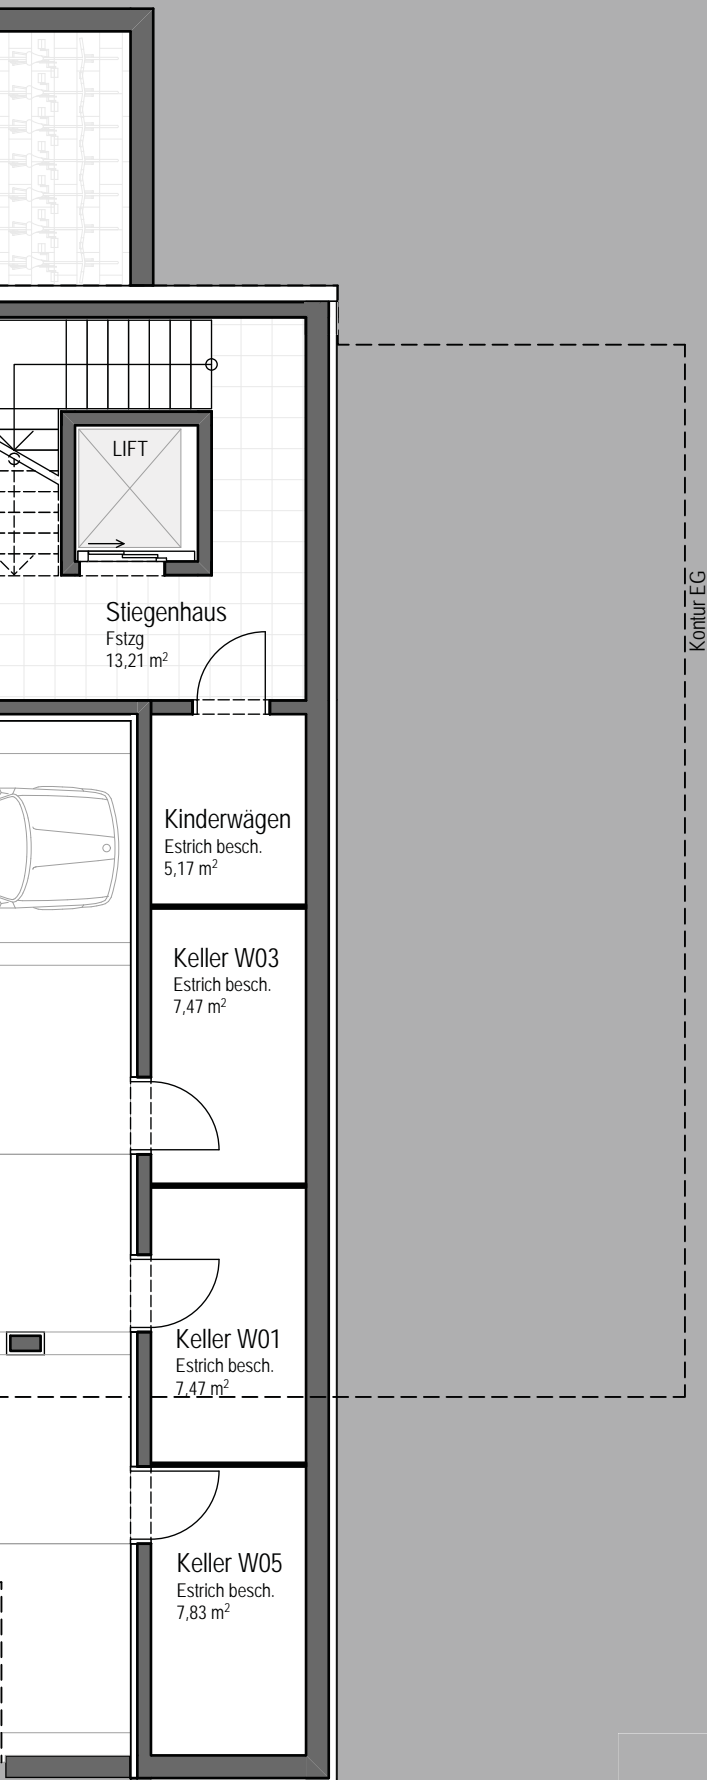 LIFT
Stiegenhaus
Fstzg
13,21 m²
Kontur EG
Kinderwägen
Estrich besch.
5,17 m²
Keller W03
Estrich besch.
7,47 m²
Keller W01
Estrich besch.
7,47 m²
Keller W05
Estrich besch.
7,83 m²